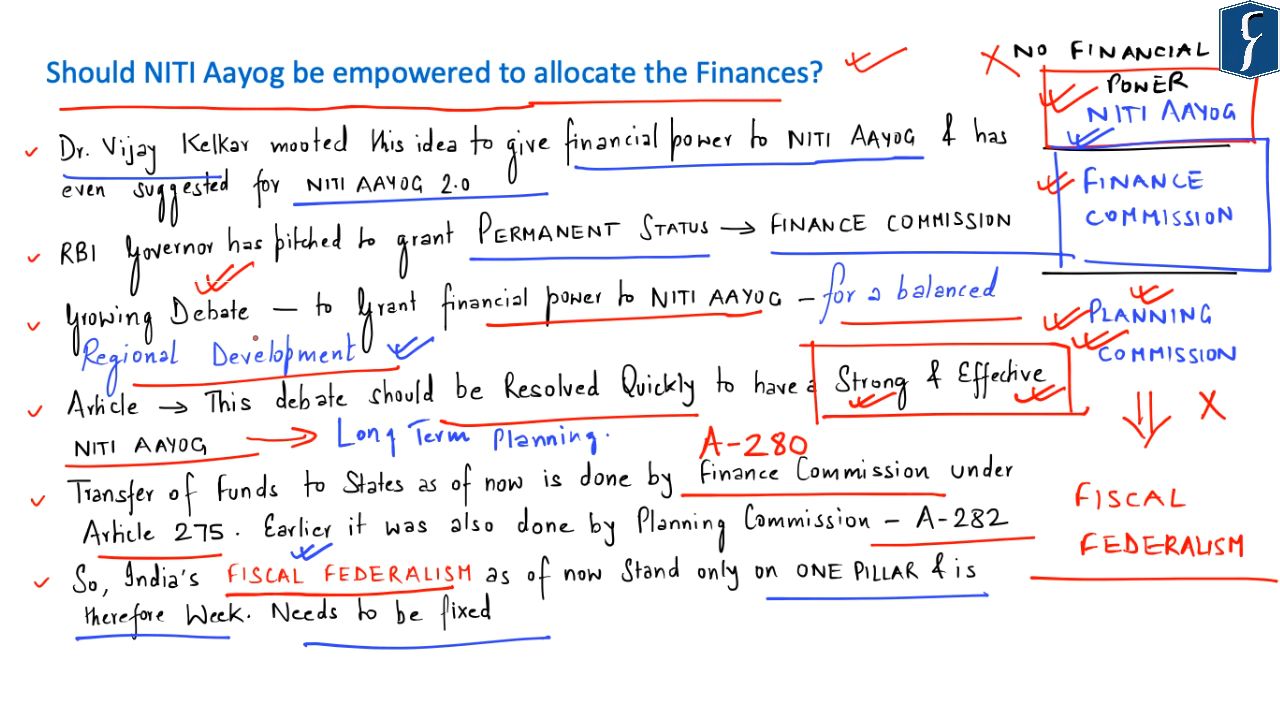 Should NITI Aayog be empowered to allocate the Finances?
Dr. Vijay Kelkar mooted this idea to give financial power to NITI AAYOG & has
even suggested for NITI AAYOG 2.0
RBI Governor has pitched to grant PERMANENT STATUS → FINANCE COMMISSION
Growing Debate — to Grant financial power to NITI AAYOG – for a balanced
Regional Development
Article → This debate should be Resolved Quickly to have a Strong & Effective
NITI AAYOG → Long Term Planning.
A-280
Transfer of Funds to States as of now is done by Finance Commission under
Article 275. Earlier it was also done by Planning Commission – A-282
So, India's FISCAL FEDERALISM as of now Stand only on ONE PILLAR & is
therefore Week. Needs to be fixed
X NO FINANCIAL
POWER
NITI AAYOG
FINANCE
COMMISSION
PLANNING
COMMISSION
⇓ X
FISCAL
FEDERALISM